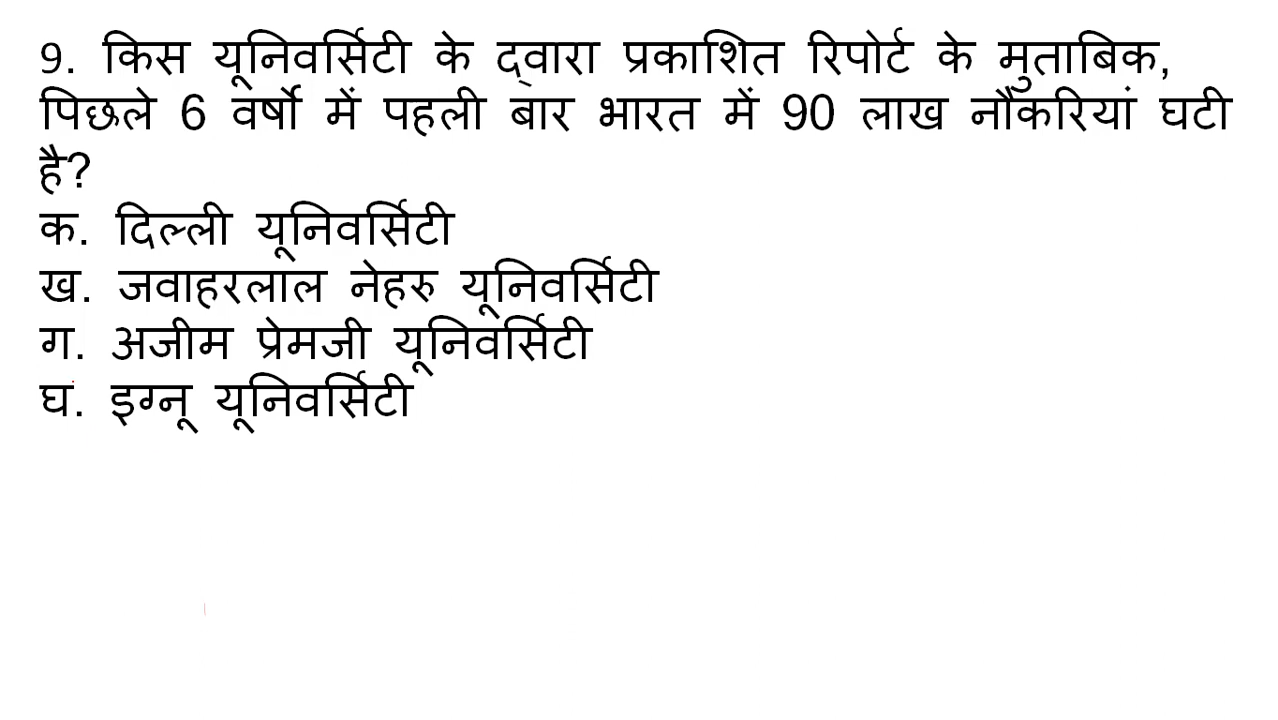 9. किस यूनिवर्सिटी के द्वारा प्रकाशित रिपोर्ट के मुताबिक,
पिछले 6 वर्षो में पहली बार भारत में 90 लाख नौकरियां घटी
है?
क. दिल्ली यूनिवर्सिटी
ख. जवाहरलाल नेहरु यूनिवर्सिटी
ग. अजीम प्रेमजी यूनिवर्सिटी
घ. इग्नू यूनिवर्सिटी